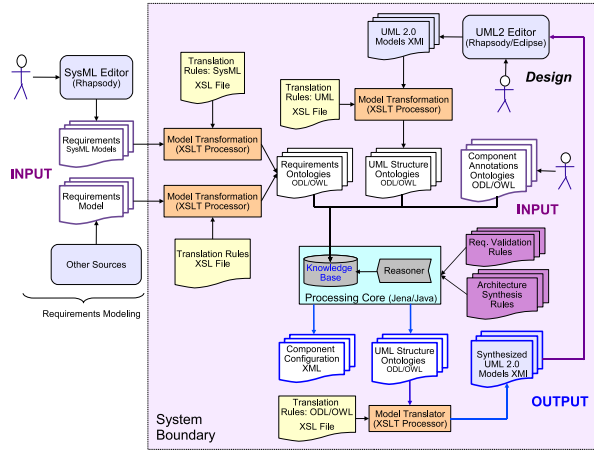 UML 2.0
Models XMI
UML2 Editor
(Rhapsody/Eclipse)
Design
SysML Editor
(Rhapsody)
Translation
Rules: SysML
XSL File
Translation
Rules: UML
XSL File
Model Transformation
(XSLT Processor)
Requirements
SysML Models
Model Transformation
(XSLT Processor)
INPUT
Requirements
Model
Model Transformation
(XSLT Processor)
Requirements
Ontologies
ODL/OWL
UML Structure
Ontologies
ODL/OWL
Component
Annotations
Ontologies
ODL/OWL
INPUT
Other Sources
Requirements Modeling
Translation Rules
XSL File
Knowledge
Base
Reasoner
Processing Core (Jena/Java)
Req. Validation
Rules
Architecture
Synthesis
Rules
Component
Configuration
XML
UML Structure
Ontologies
ODL/OWL
Synthesized
UML 2.0
Models XMI
OUTPUT
Translation
Rules: ODL/OWL
XSL File
Model Translator
(XSLT Processor)
System
Boundary